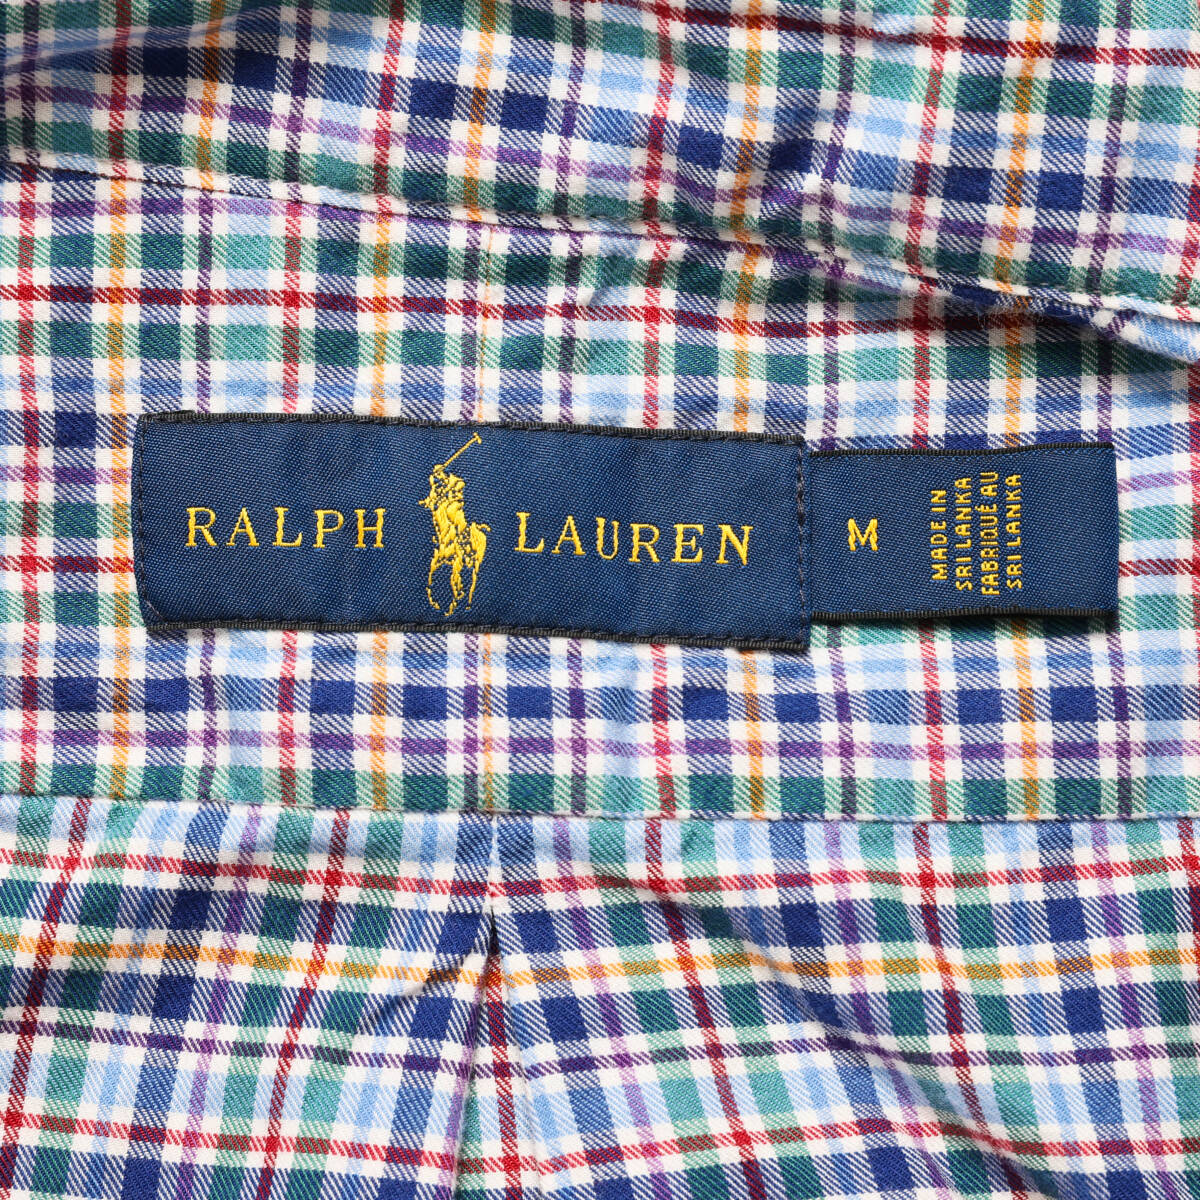 RALPH LAUREN
M
MADE IN
SRI LANKA
FABRIQUÉ AU
SRI LANKA